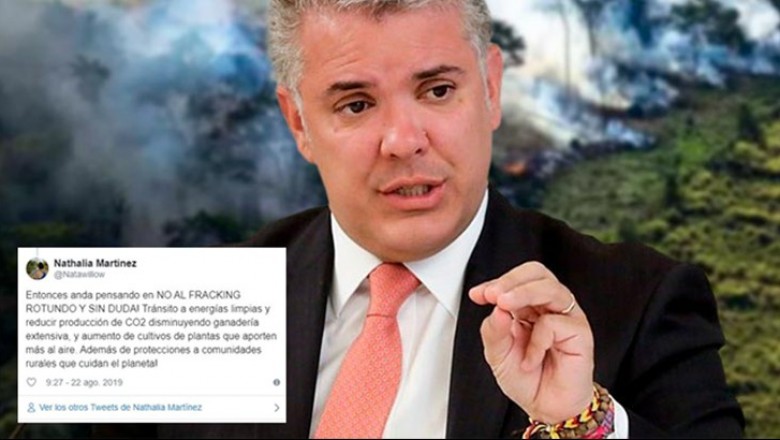 Nathalia Martinez
@Natawillow
Entonces anda pensando en NO AL FRACKING
ROTUNDO Y SIN DUDA! Tránsito a energías limpias y
reducir producción de CO2 disminuyendo ganadería
extensiva, y aumento de cultivos de plantas que aporten
más al aire. Además de protecciones a comunidades
rurales que cuidan el planeta!
9:27 - 22 ago. 2019
Ver los otros Tweets de Nathalia Martínez